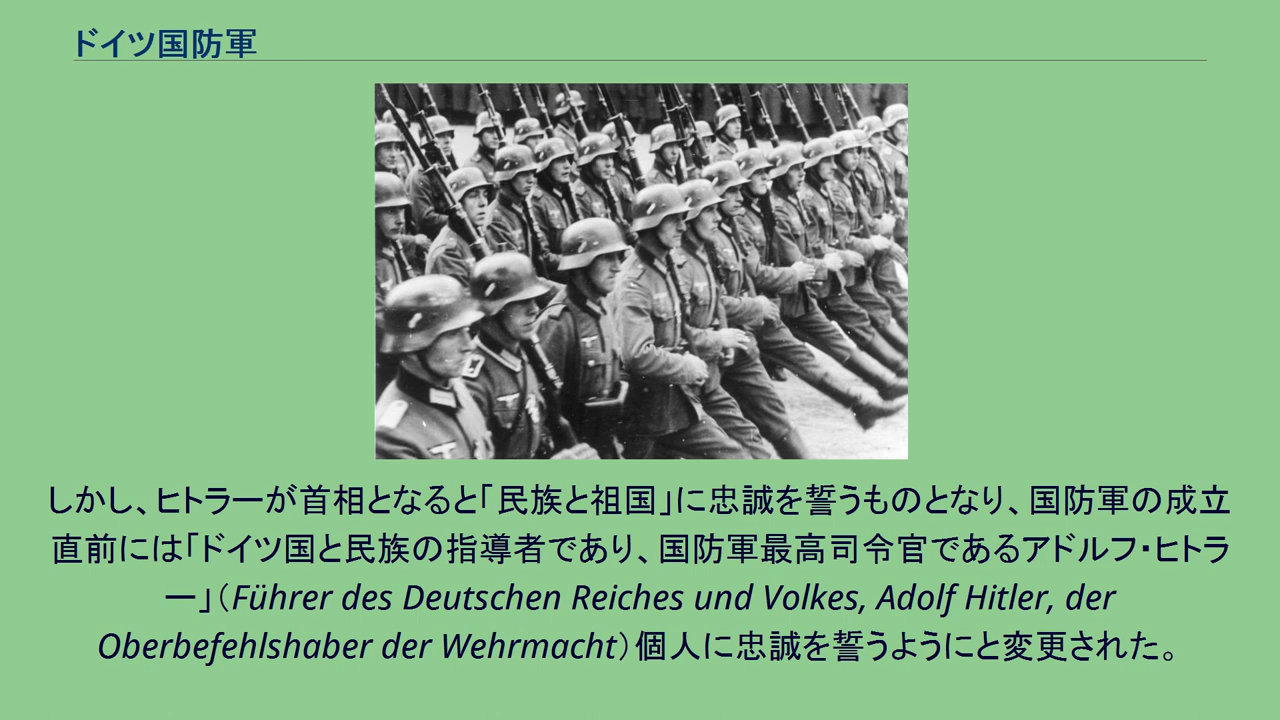 ドイツ国防軍
しかし、ヒトラーが首相となると「民族と祖国」に忠誠を誓うものとなり、国防軍の成立
直前には「ドイツ国と民族の指導者であり、国防軍最高司令官であるアドルフ・ヒトラ
ー」（Führer des Deutschen Reiches und Volkes, Adolf Hitler, der
Oberbefehlshaber der Wehrmacht）個人に忠誠を誓うようにと変更された。